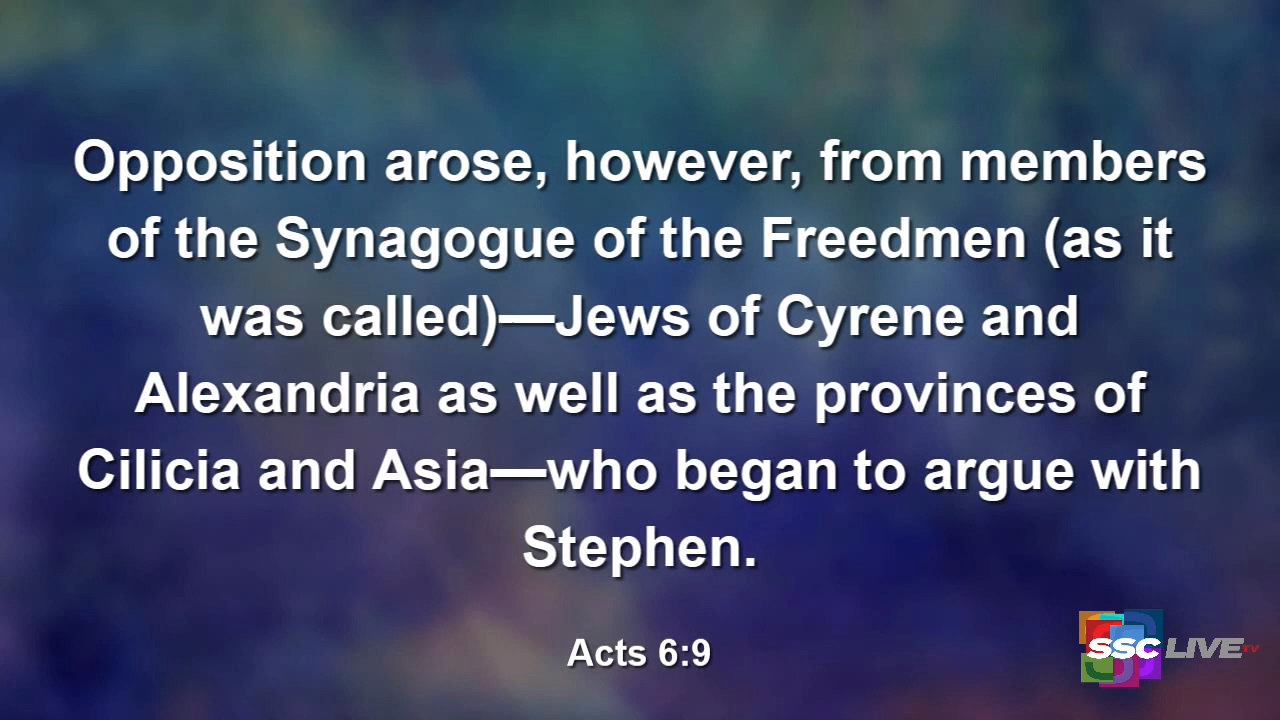 Opposition arose, however, from members
of the Synagogue of the Freedmen (as it
was called)—Jews of Cyrene and
Alexandria as well as the provinces of
Cilicia and Asia—who began to argue with
Stephen.
Acts 6:9
SSC LIVE TV